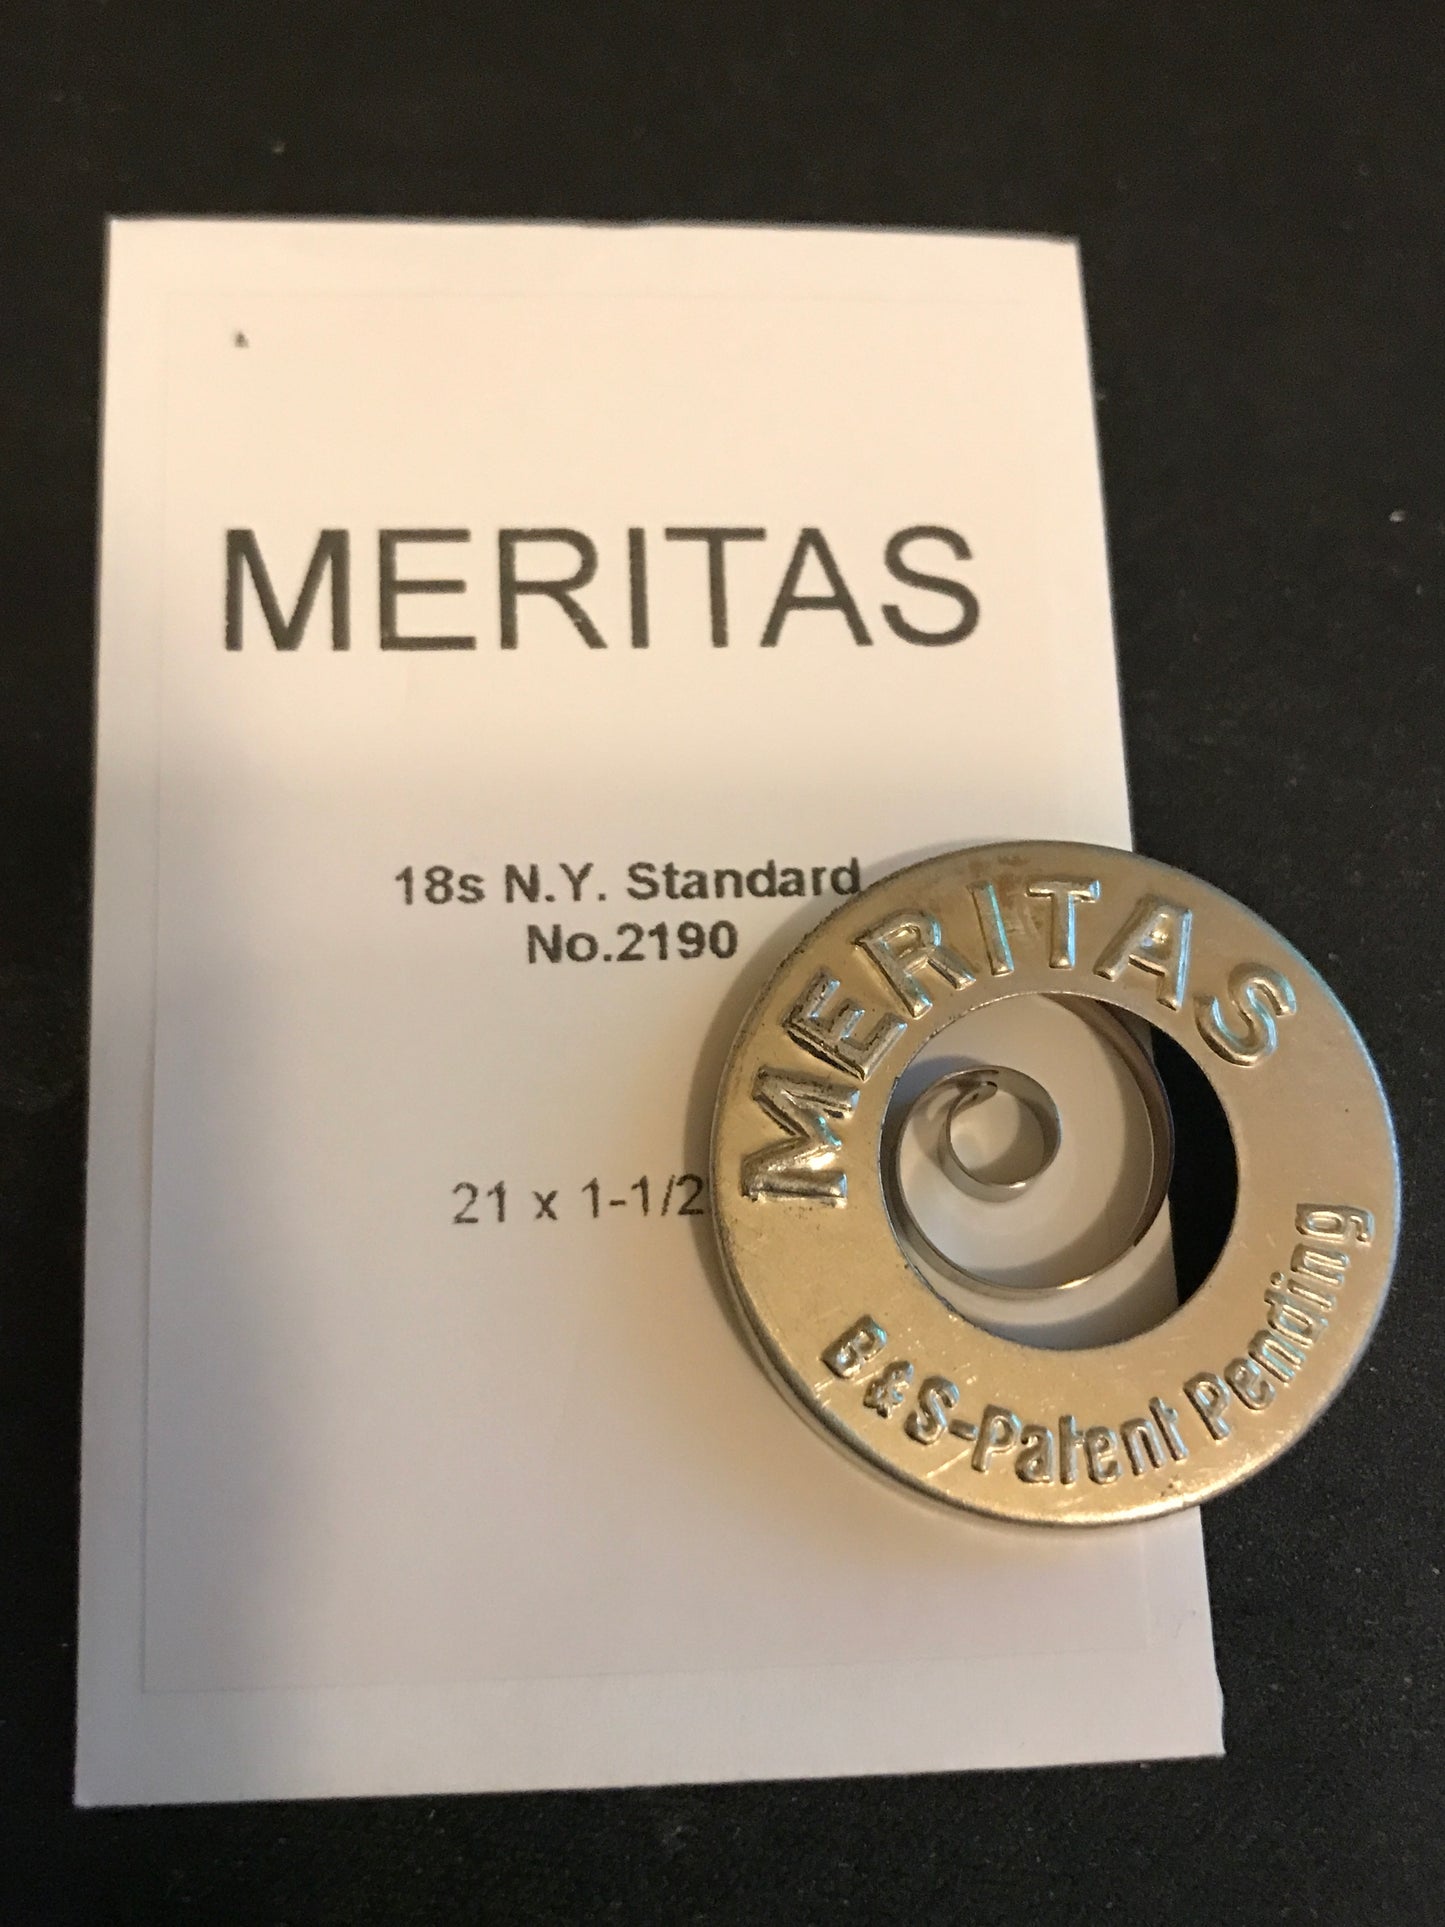 MERITAS
18s N.Y. Standard
No.2190
21 x 1-1/2
MERITAS
B&S-Patent Pending